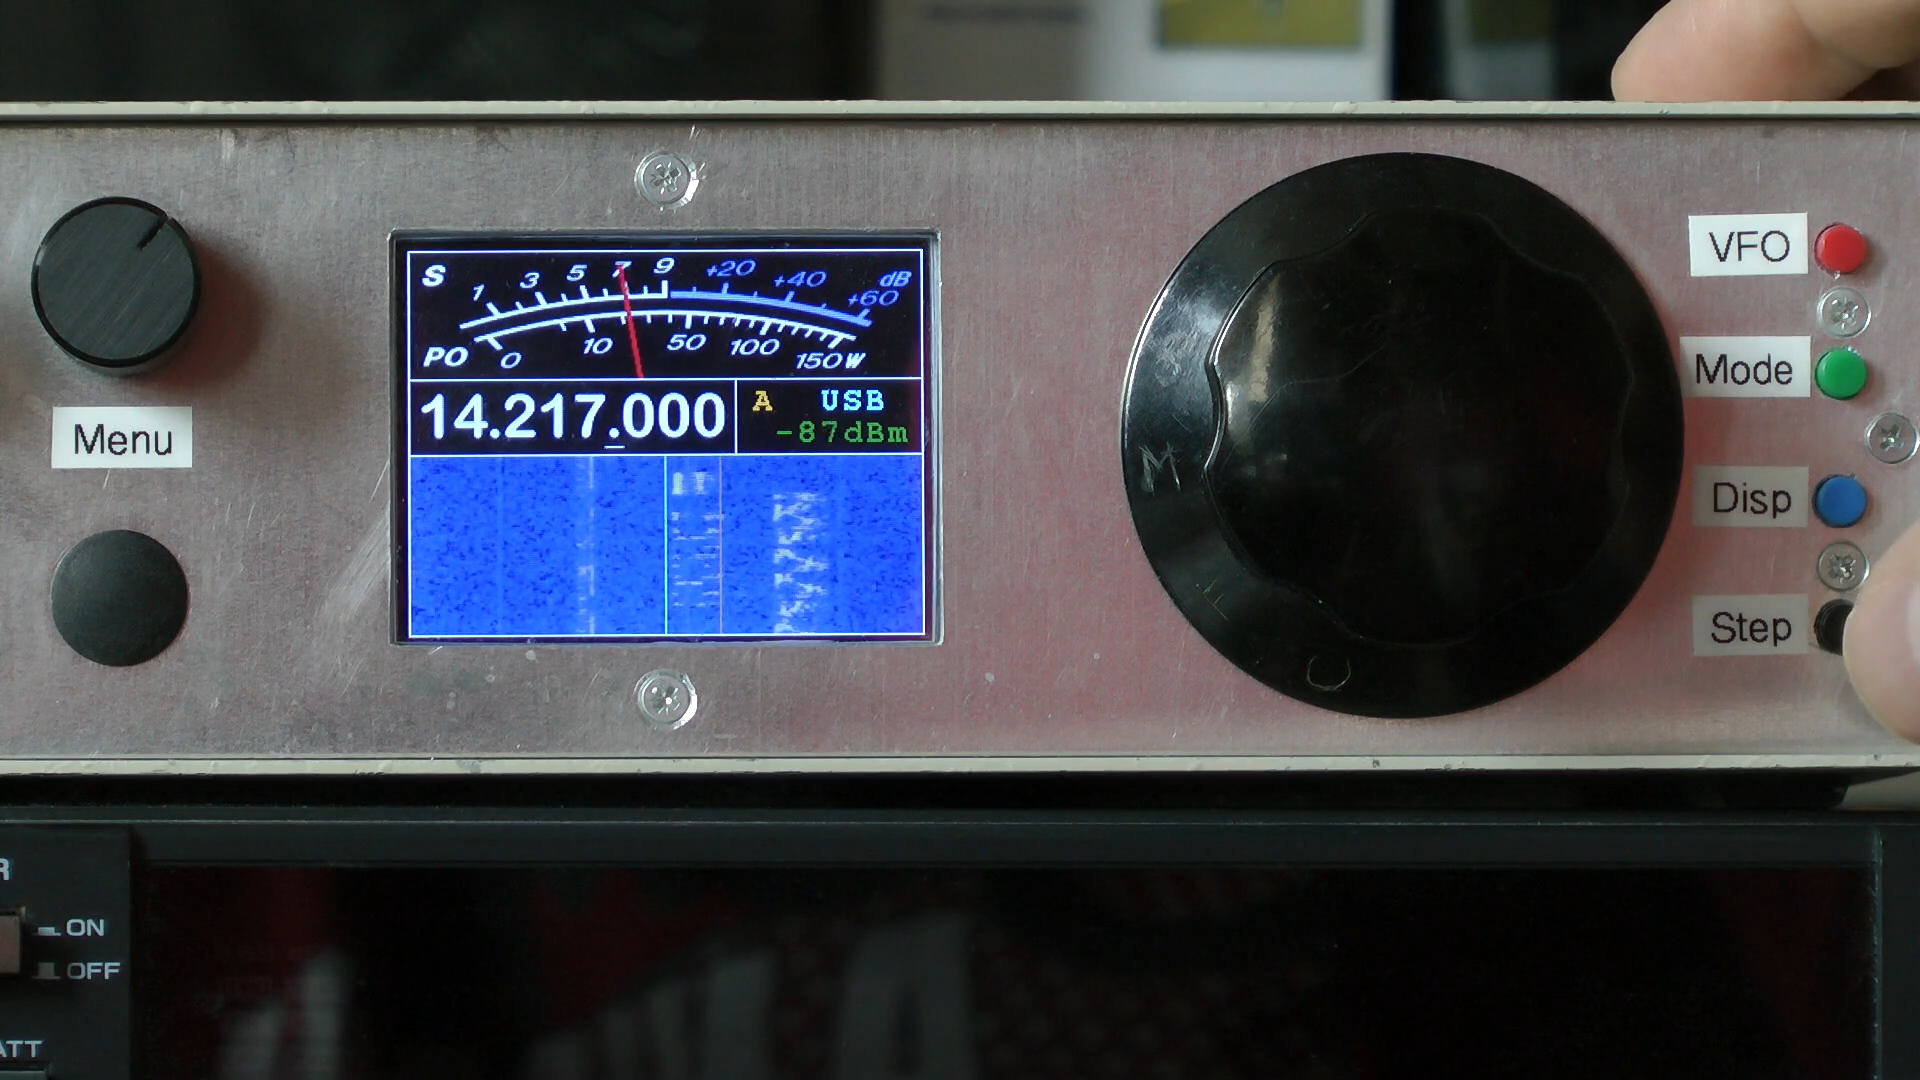 S 1 3 5 7 9 +20 +40 +60 dB
PO 0 10 50 100 150W
14.217.000 A USB
-87dBm
Menu
VFO
Mode
Disp
Step
M
R
ON
OFF
ATT